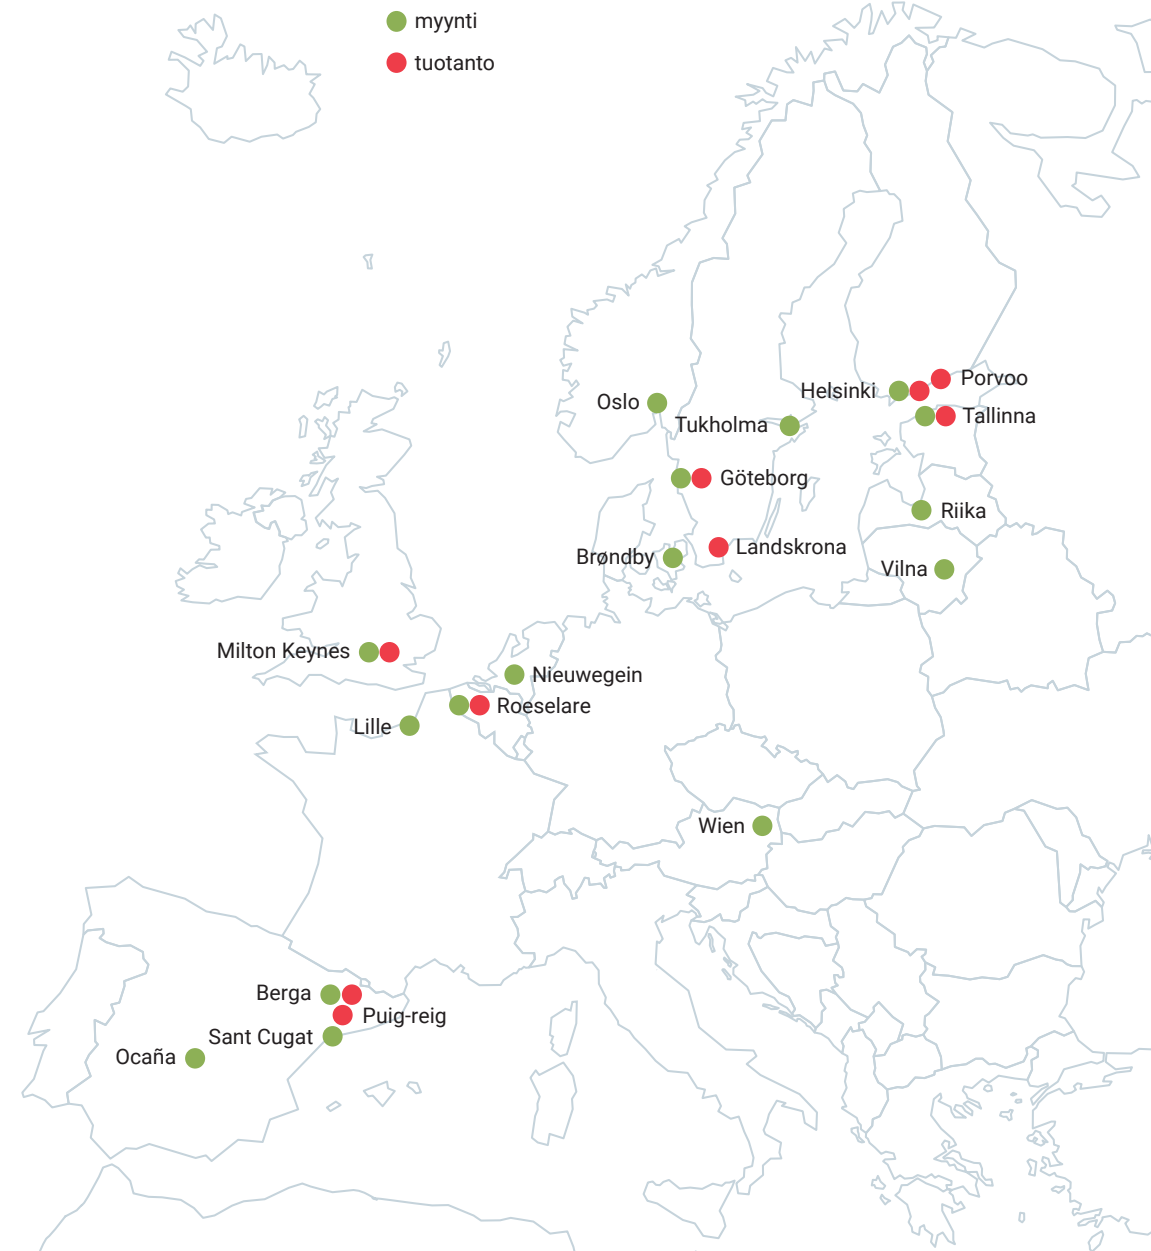 myynti
tuotanto
Porvoo
Helsinki
Oslo
Tallinna
Tukholma
Göteborg
Riika
Landskrona
Brøndby
Vilna
Milton Keynes
Nieuwegein
Roeselare
Lille
Wien
Berga
Puig-reig
Sant Cugat
Ocaña